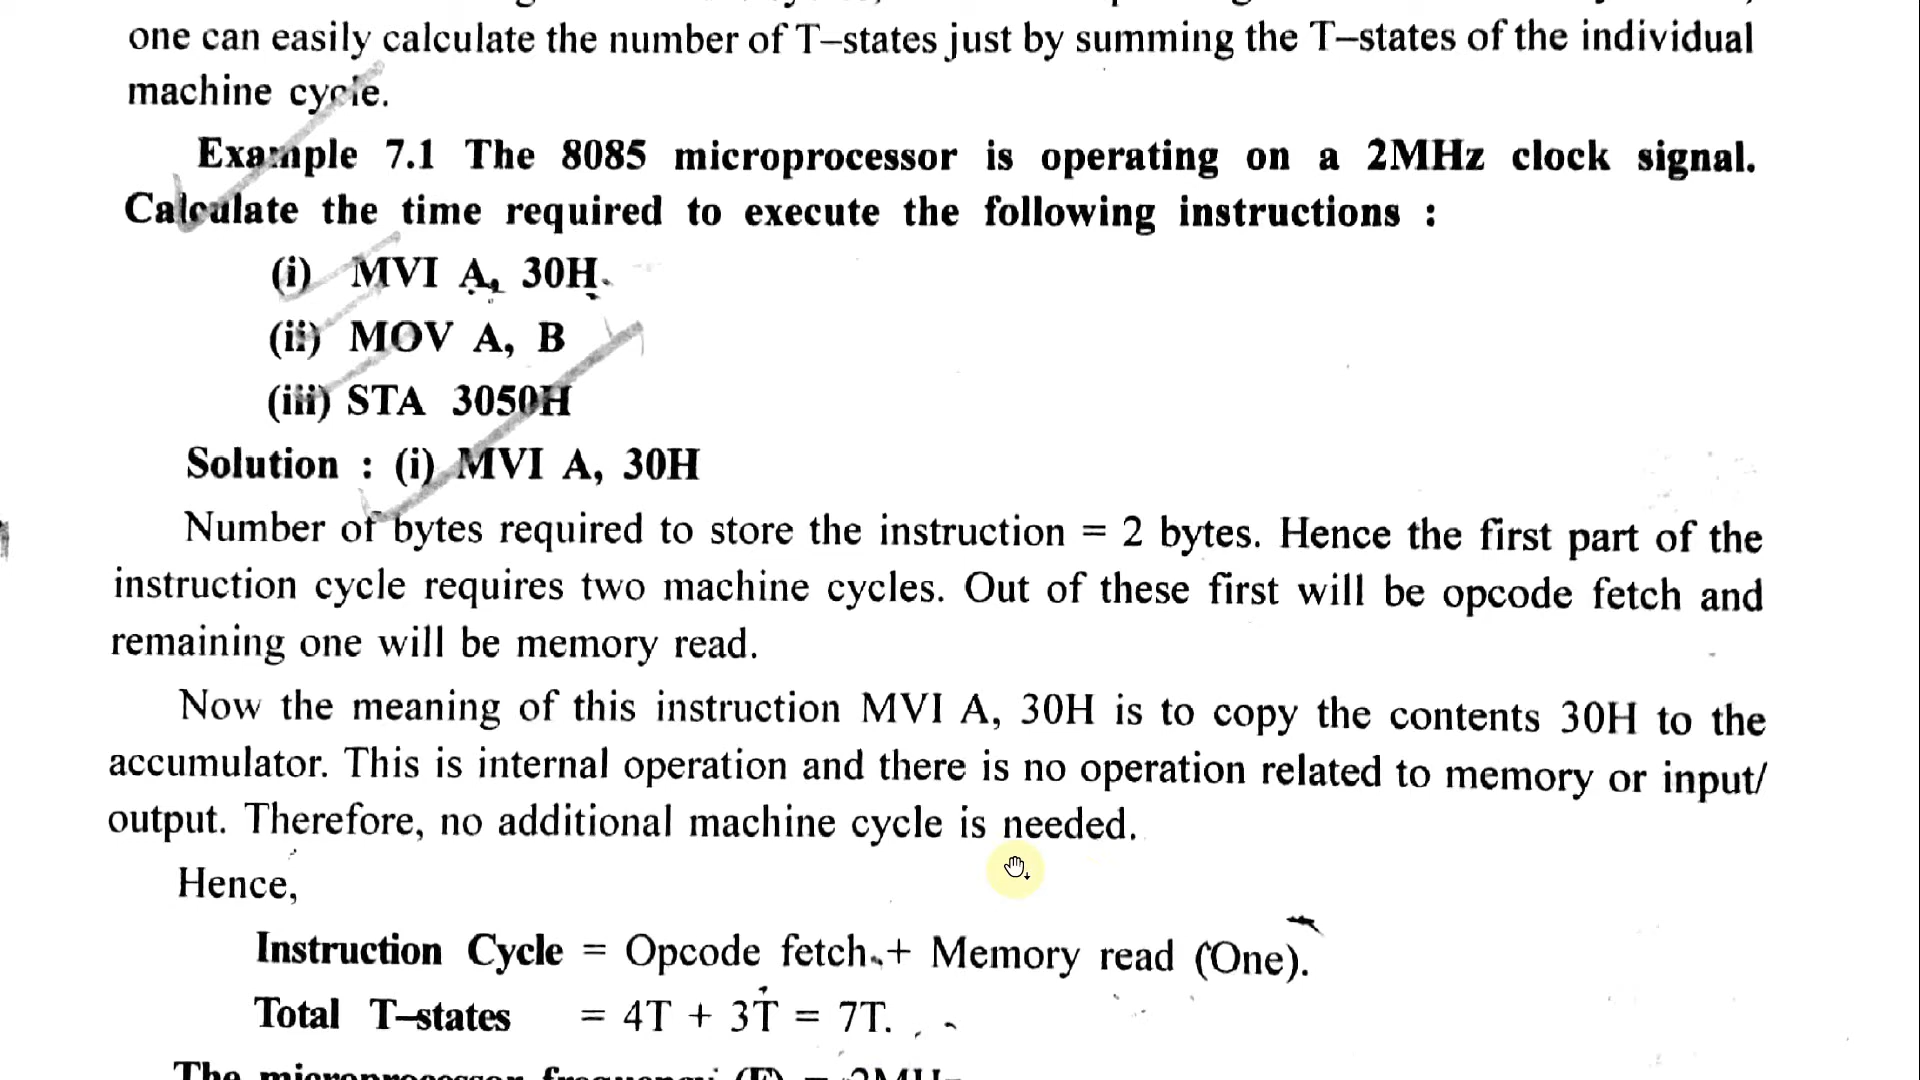 one can easily calculate the number of T–states just by summing the T–states of the individual
machine cycle.
Example 7.1 The 8085 microprocessor is operating on a 2MHz clock signal.
Calculate the time required to execute the following instructions :
(i) MVI A, 30H.
(ii) MOV A, B
(iii) STA 3050H
Solution : (i) MVI A, 30H
Number of bytes required to store the instruction = 2 bytes. Hence the first part of the
instruction cycle requires two machine cycles. Out of these first will be opcode fetch and
remaining one will be memory read.
Now the meaning of this instruction MVI A, 30H is to copy the contents 30H to the
accumulator. This is internal operation and there is no operation related to memory or input/
output. Therefore, no additional machine cycle is needed.
Hence,
Instruction Cycle = Opcode fetch + Memory read (One).
Total T–states = 4T + 3T = 7T.
The microprocessor frequency (F) = 2MHz